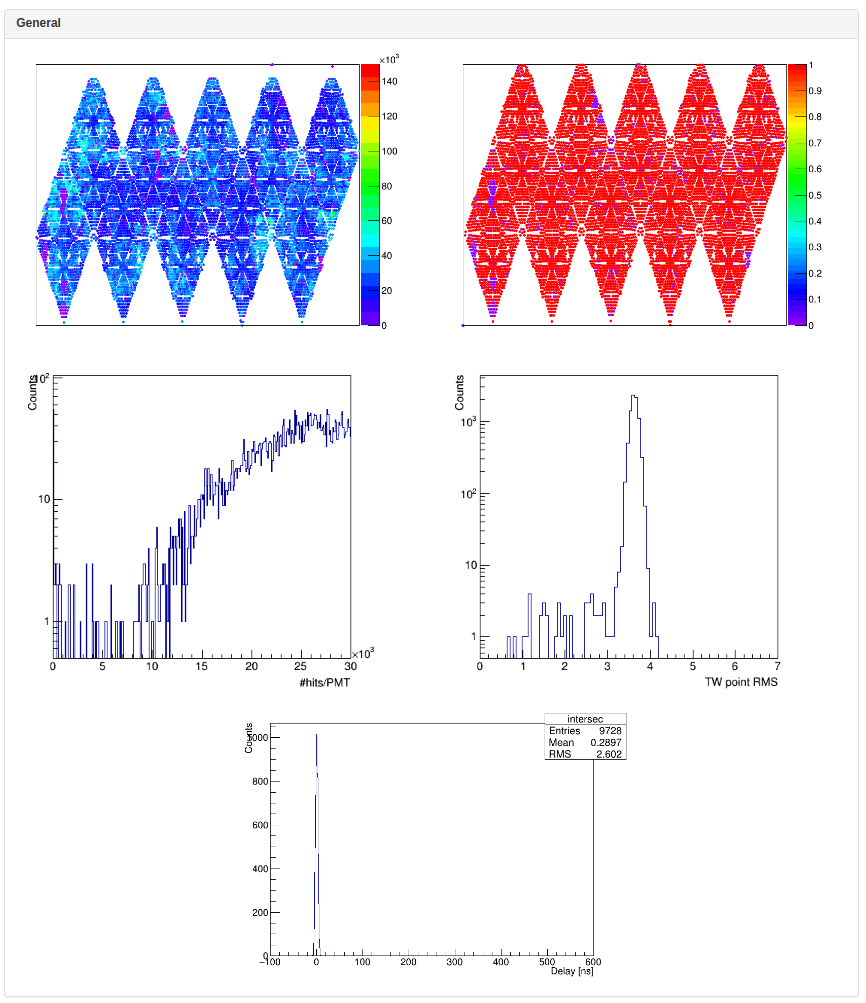 General
×10³
140
120
100
80
60
40
20
0
1
0.9
0.8
0.7
0.6
0.5
0.4
0.3
0.2
0.1
0
Counts
10²
10
1
0 5 10 15 20 25 30
×10³
#hits/PMT
Counts
10³
10²
10
1
0 1 2 3 4 5 6 7
TW point RMS
intersec
Entries 9728
Mean 0.2897
RMS 2.602
Counts
1000
800
600
400
200
0
−100 0 100 200 300 400 500 600
Delay [ns]